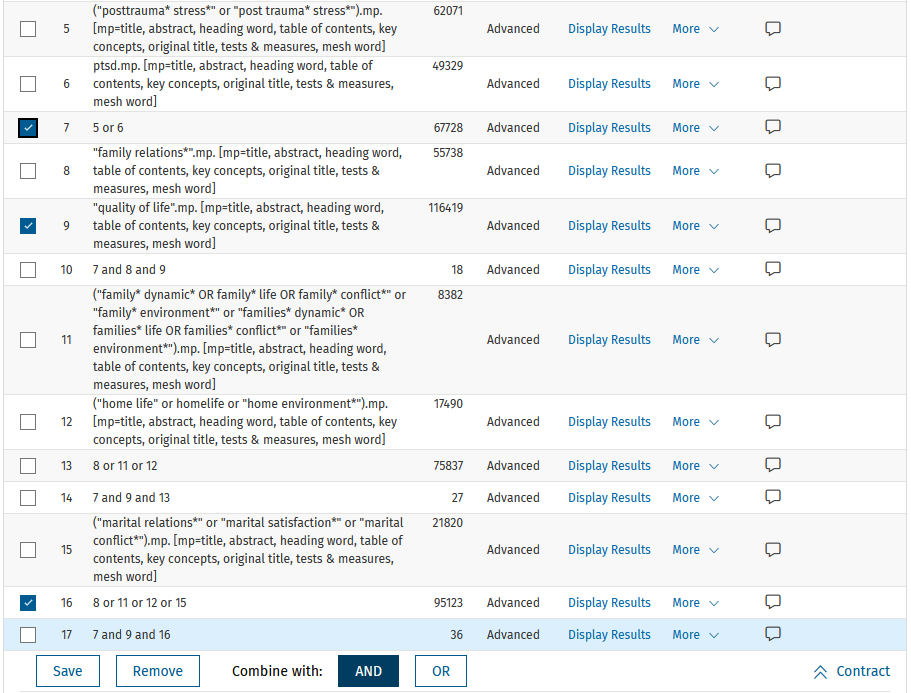 ("posttrauma* stress*" or "post trauma* stress*").mp.
5 [mp=title, abstract, heading word, table of contents, key 62071 Advanced Display Results More
concepts, original title, tests & measures, mesh word]
ptsd.mp. [mp=title, abstract, heading word, table of
6 contents, key concepts, original title, tests & measures, 49329 Advanced Display Results More
mesh word]
7 5 or 6 67728 Advanced Display Results More
"family relations*".mp. [mp=title, abstract, heading word,
8 table of contents, key concepts, original title, tests & 55738 Advanced Display Results More
measures, mesh word]
"quality of life".mp. [mp=title, abstract, heading word,
9 table of contents, key concepts, original title, tests & 116419 Advanced Display Results More
measures, mesh word]
10 7 and 8 and 9 18 Advanced Display Results More
("family* dynamic* OR family* life OR family* conflict*" or
"family* environment*" or "families* dynamic* OR
families* life OR families* conflict*" or "families*
11 environment*").mp. [mp=title, abstract, heading word, 8382 Advanced Display Results More
table of contents, key concepts, original title, tests &
measures, mesh word]
("home life" or homelife or "home environment*").mp.
12 [mp=title, abstract, heading word, table of contents, key 17490 Advanced Display Results More
concepts, original title, tests & measures, mesh word]
13 8 or 11 or 12 75837 Advanced Display Results More
14 7 and 9 and 13 27 Advanced Display Results More
("marital relations*" or "marital satisfaction*" or "marital
conflict*").mp. [mp=title, abstract, heading word, table of
15 contents, key concepts, original title, tests & measures, 21820 Advanced Display Results More
mesh word]
16 8 or 11 or 12 or 15 95123 Advanced Display Results More
17 7 and 9 and 16 36 Advanced Display Results More
Save Remove Combine with: AND OR Contract